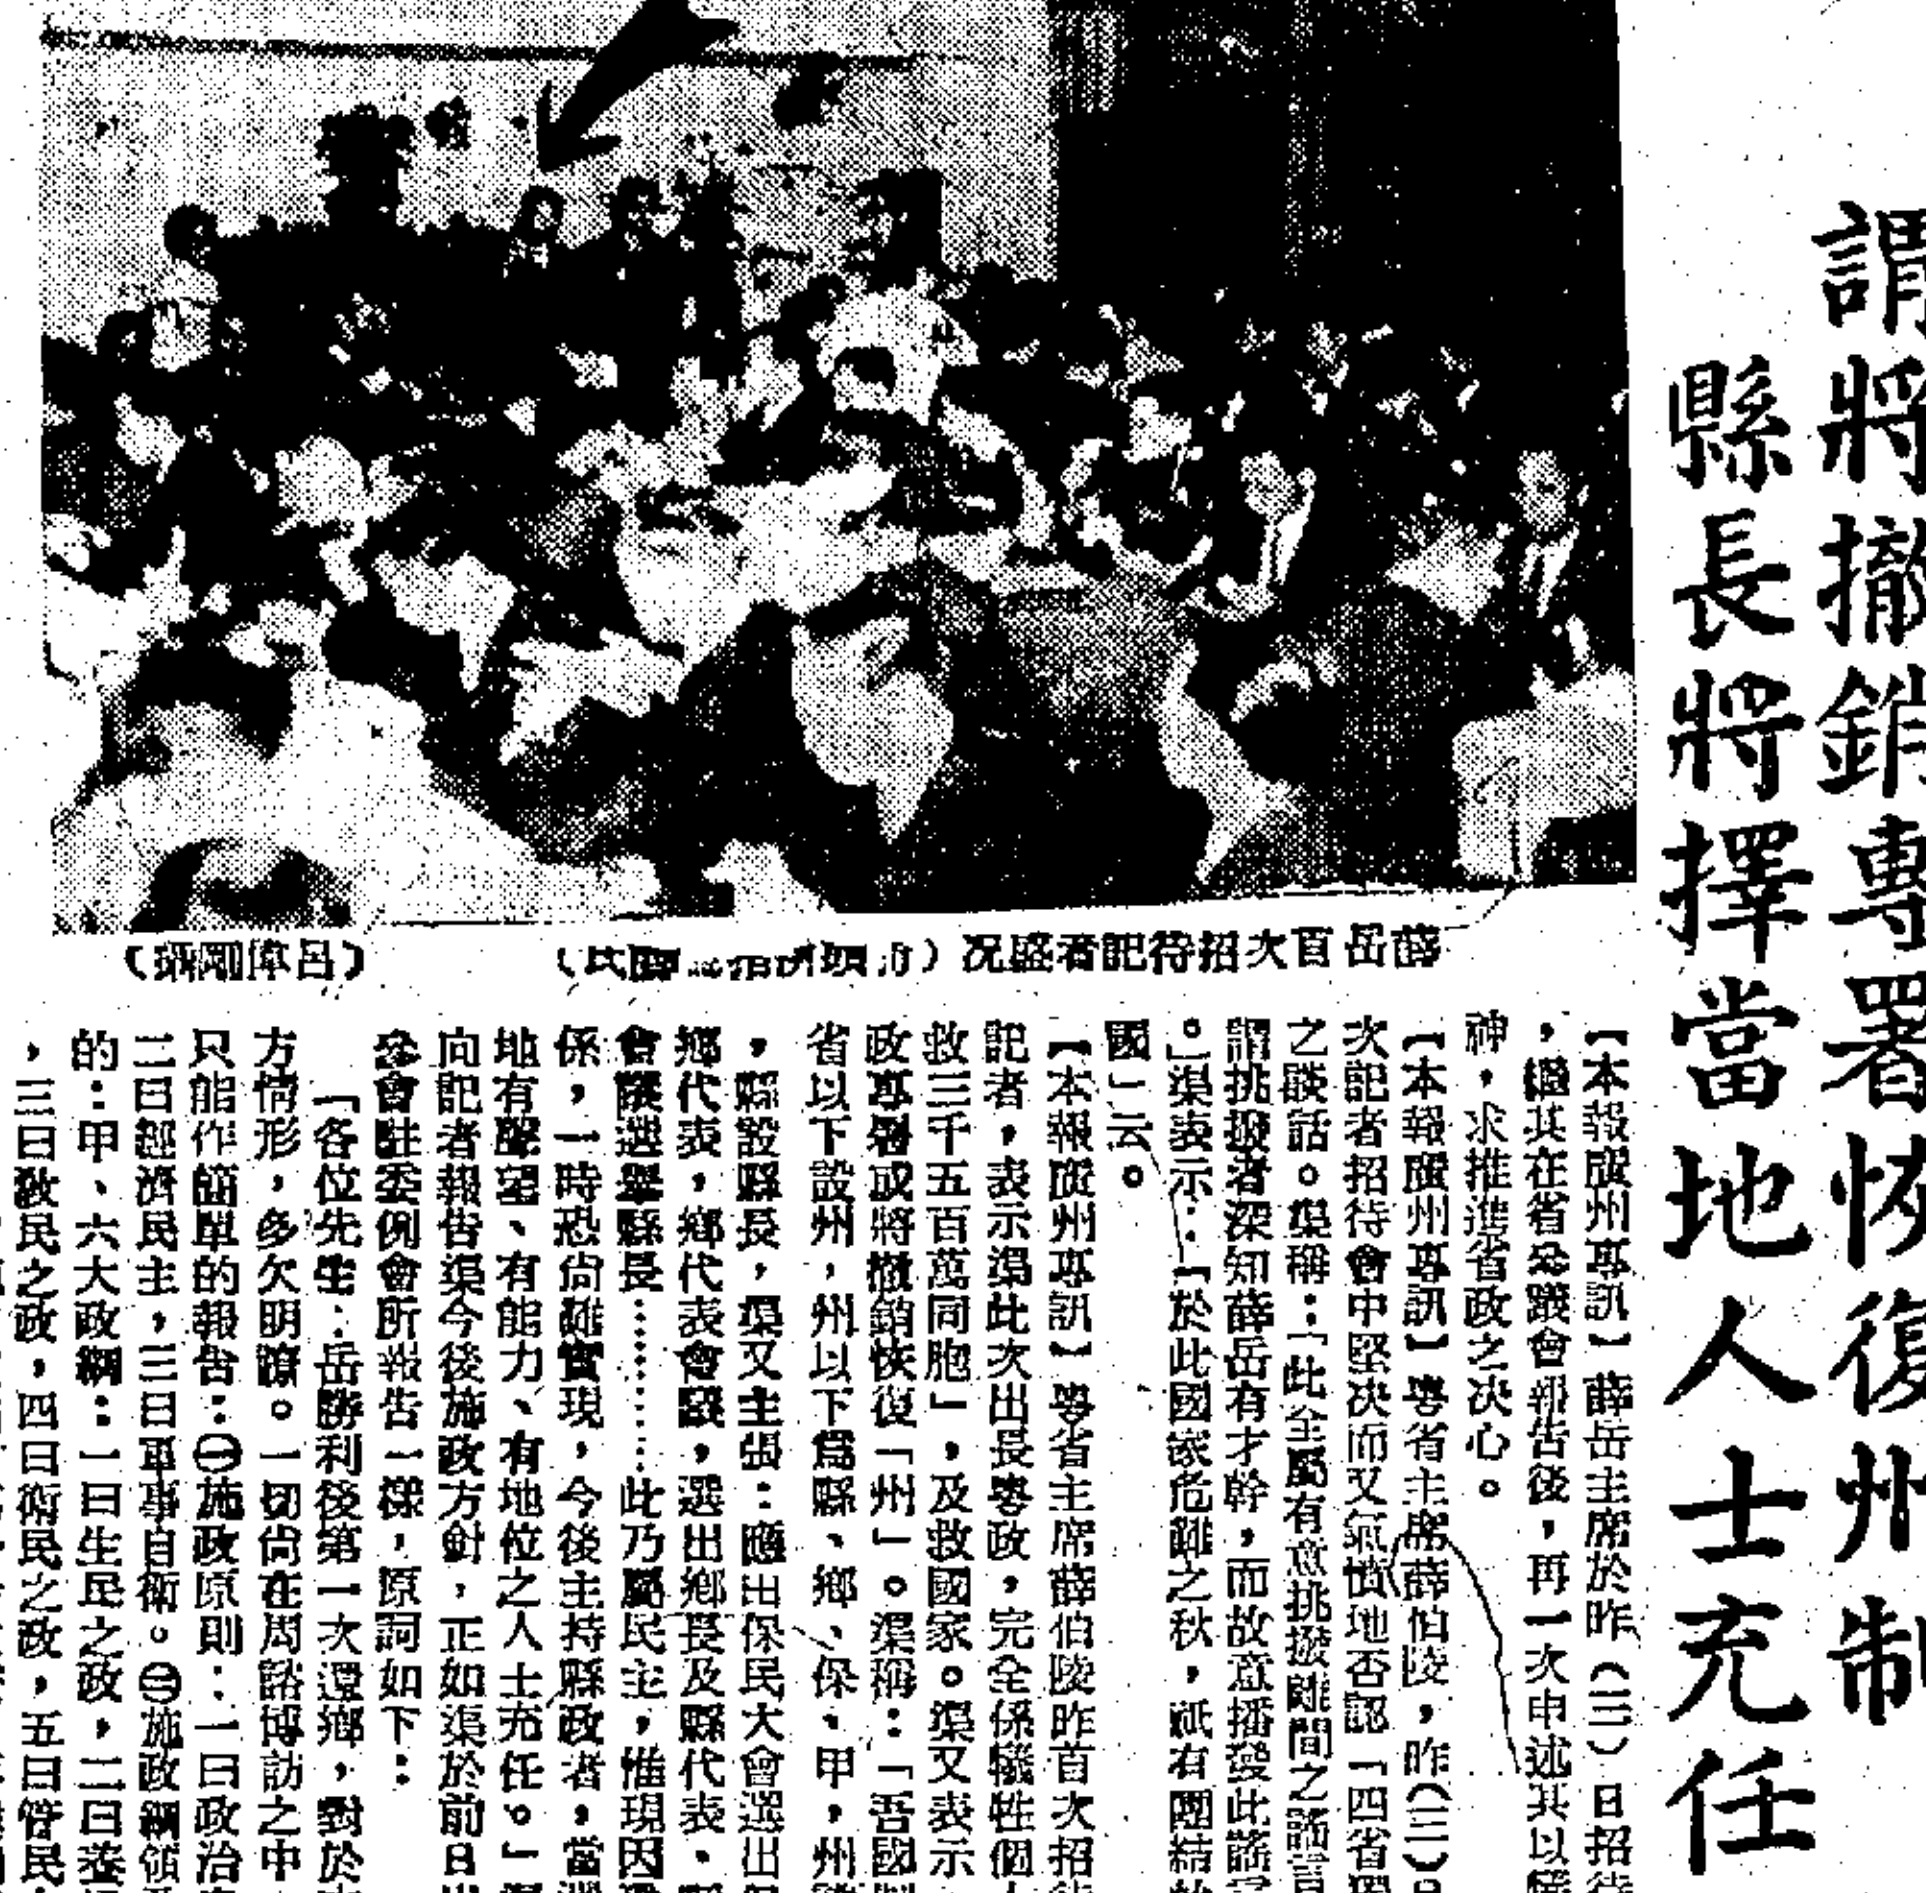 謂將撤銷專署恢復州制
縣長將擇當地人士充任
薛岳首次招待記者盛况
(呂偉剛攝)
【本報廣州專訊】薛岳主席於昨(三)日招待
,繼其在省參議會報告後,再一次申述其以
神,求推進省政之决心。
【本報廣州專訊】粵省主席薛伯陵,昨(三)日
次記者招待會中堅决而又氣憤地否認「四省
之談話。渠稱:「此全屬有意挑撥離間之謠言
謂挑撥者深知薛岳有才幹,而故意播發此謠
。」渠表示:「於此國家危難之秋,祇有團結
國」云。
【本報廣州專訊】粵省主席薛伯陵昨首次招待
記者,表示渠此次出長粵政,完全係犧牲個人
救三千五百萬同胞」,及救國家。渠又表示
政專署或將撤銷恢復「州」。渠稱:「吾國
省以下設州,州以下爲縣、鄉、保、甲,州
,縣設縣長,渠又主張:應由保民大會選出
鄉代表,鄉代表會議,選出鄉長及縣代表,
會議選舉縣長………此乃屬民主,惟現因
係,一時恐尙難實現,今後主持縣政者,當
地有聲望、有能力、有地位之人士充任。」
向記者報告渠今後施政方針,正如渠於前日
參會駐委例會所報告一樣,原詞如下:
「各位先生:岳勝利後第一次還鄉,對於
方情形,多欠明瞭。一切尙在周諮博訪之中
只能作簡單的報告:㊀施政原則:一曰政治
二曰經濟民主,三曰軍事自衛。㊁施政綱領
的:甲、六大政綱:一曰生民之政,二曰養
,三曰敎民之政,四曰衛民之政,五曰管民